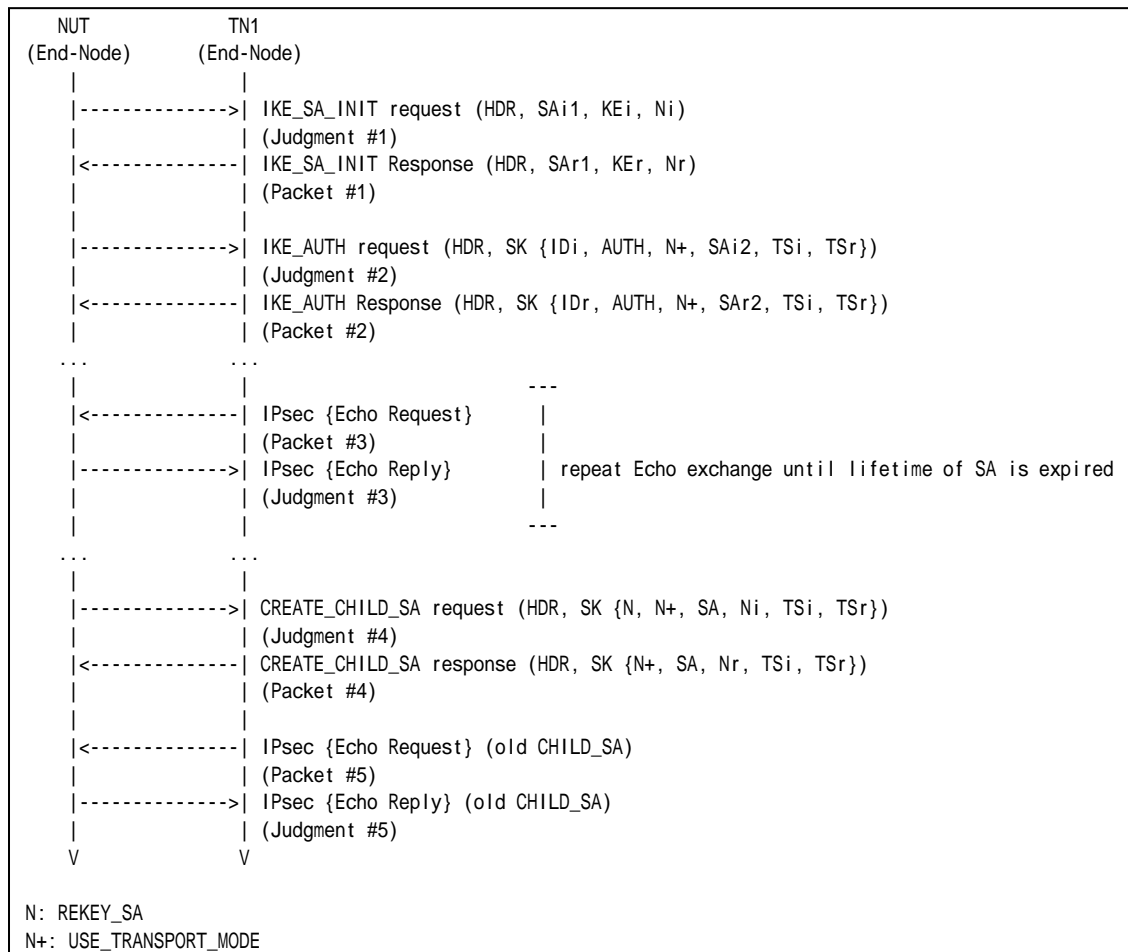 NUT                    TN1
(End-Node)         (End-Node)
     |                      |
     |-------------->| IKE_SA_INIT request (HDR, SAi1, KEi, Ni)
     |                      | (Judgment #1)
     |<--------------| IKE_SA_INIT Response (HDR, SAr1, KEr, Nr)
     |                      | (Packet #1)
     |                      |
     |-------------->| IKE_AUTH request (HDR, SK {IDi, AUTH, N+, SAi2, TSi, TSr})
     |                      | (Judgment #2)
     |<--------------| IKE_AUTH Response (HDR, SK {IDr, AUTH, N+, SAr2, TSi, TSr})
     |                      | (Packet #2)
    ...                    ...
     |                      |                              ---
     |<--------------| IPsec {Echo Request}         |
     |                      | (Packet #3)                   |
     |-------------->| IPsec {Echo Reply}           | repeat Echo exchange until lifetime of SA is expired
     |                      | (Judgment #3)                 |
     |                      |                              ---
    ...                    ...
     |                      |
     |-------------->| CREATE_CHILD_SA request (HDR, SK {N, N+, SA, Ni, TSi, TSr})
     |                      | (Judgment #4)
     |<--------------| CREATE_CHILD_SA response (HDR, SK {N+, SA, Nr, TSi, TSr})
     |                      | (Packet #4)
     |                      |
     |<--------------| IPsec {Echo Request} (old CHILD_SA)
     |                      | (Packet #5)
     |-------------->| IPsec {Echo Reply} (old CHILD_SA)
     |                      | (Judgment #5)
     V                      V
N: REKEY_SA
N+: USE_TRANSPORT_MODE